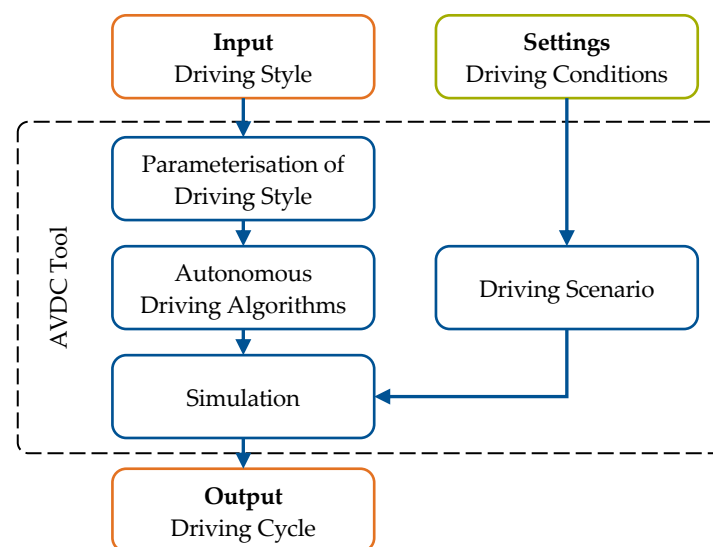 Input
Driving Style
Settings
Driving Conditions
AVDC Tool
Parameterisation of
Driving Style
Autonomous
Driving Algorithms
Driving Scenario
Simulation
Output
Driving Cycle